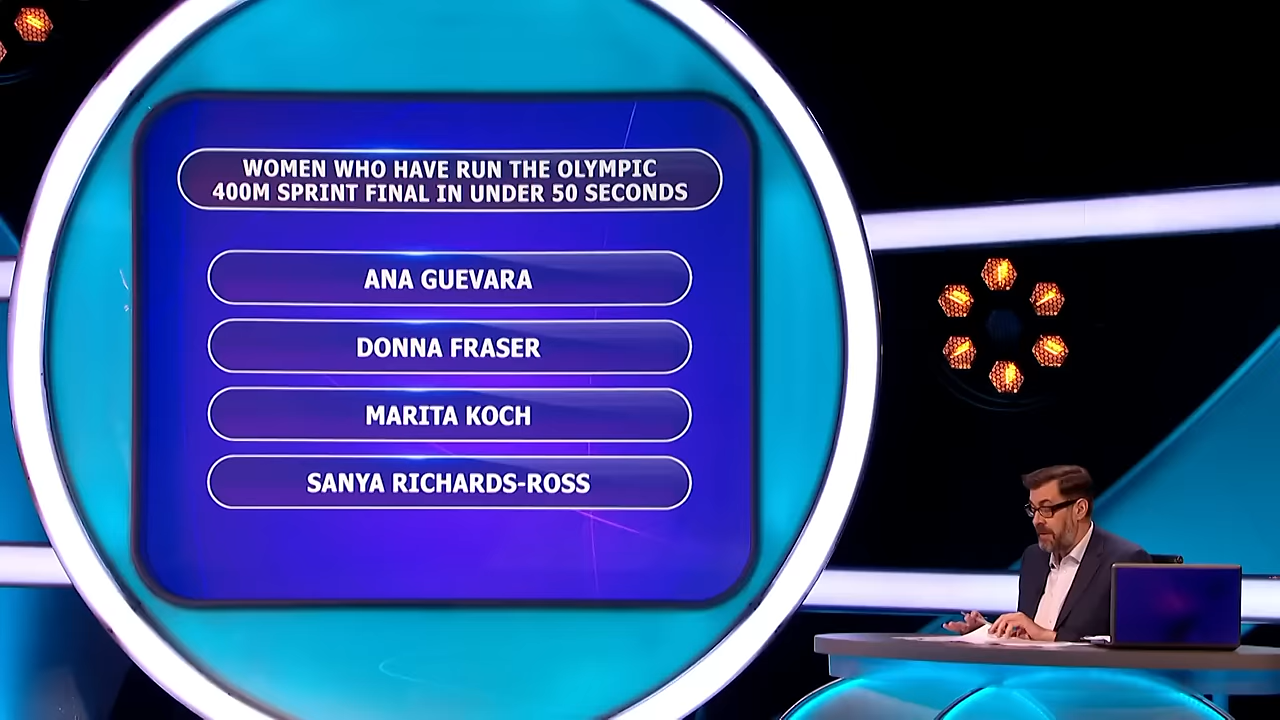 WOMEN WHO HAVE RUN THE OLYMPIC
400M SPRINT FINAL IN UNDER 50 SECONDS
ANA GUEVARA
DONNA FRASER
MARITA KOCH
SANYA RICHARDS-ROSS